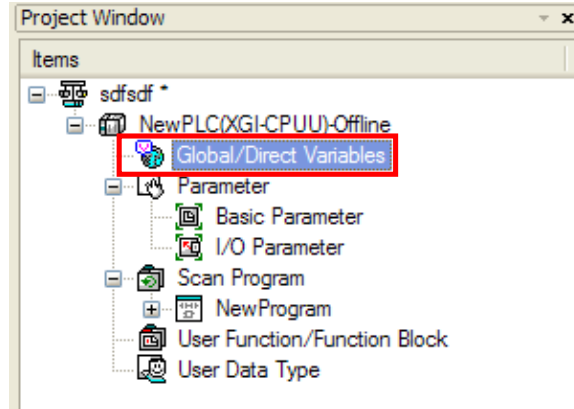 Project Window
Items
sdfsdf *
NewPLC(XGI-CPUU)-Offline
Global/Direct Variables
Parameter
Basic Parameter
I/O Parameter
Scan Program
NewProgram
User Function/Function Block
User Data Type